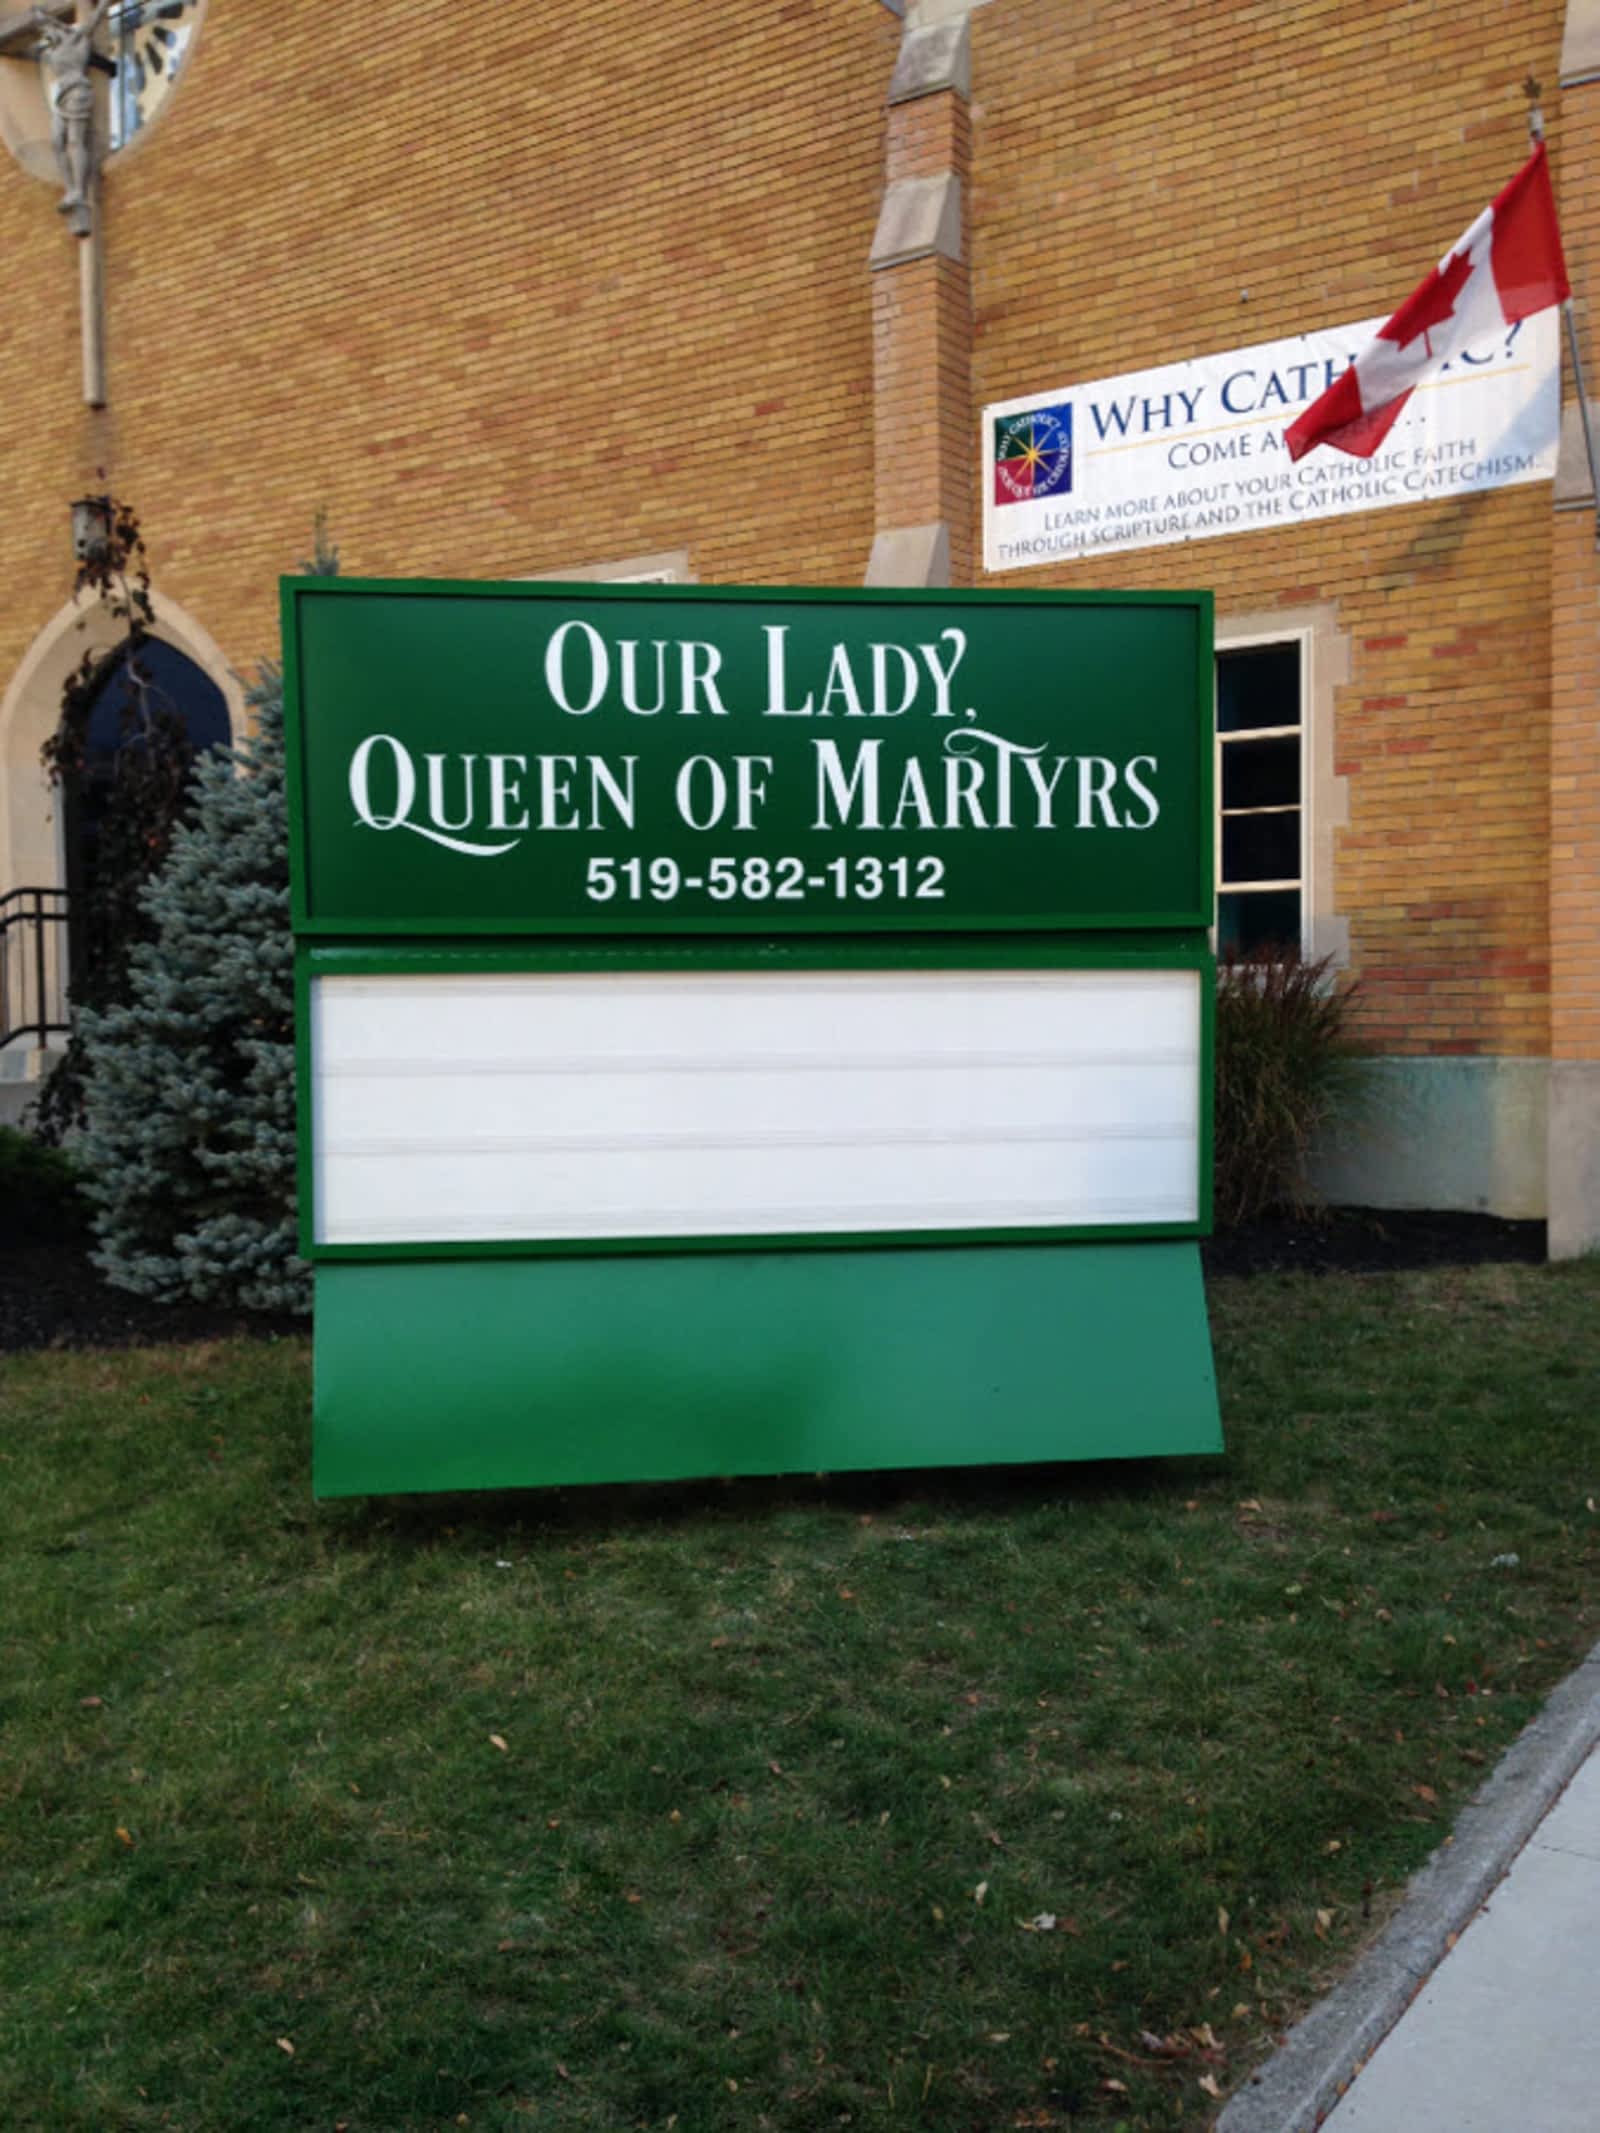 WHY CATH IC?
COME A
LEARN MORE ABOUT YOUR CATHOLIC FAITH
THROUGH SCRIPTURE AND THE CATHOLIC CATECHISM.
OUR LADY,
QUEEN OF MARTYRS
519-582-1312